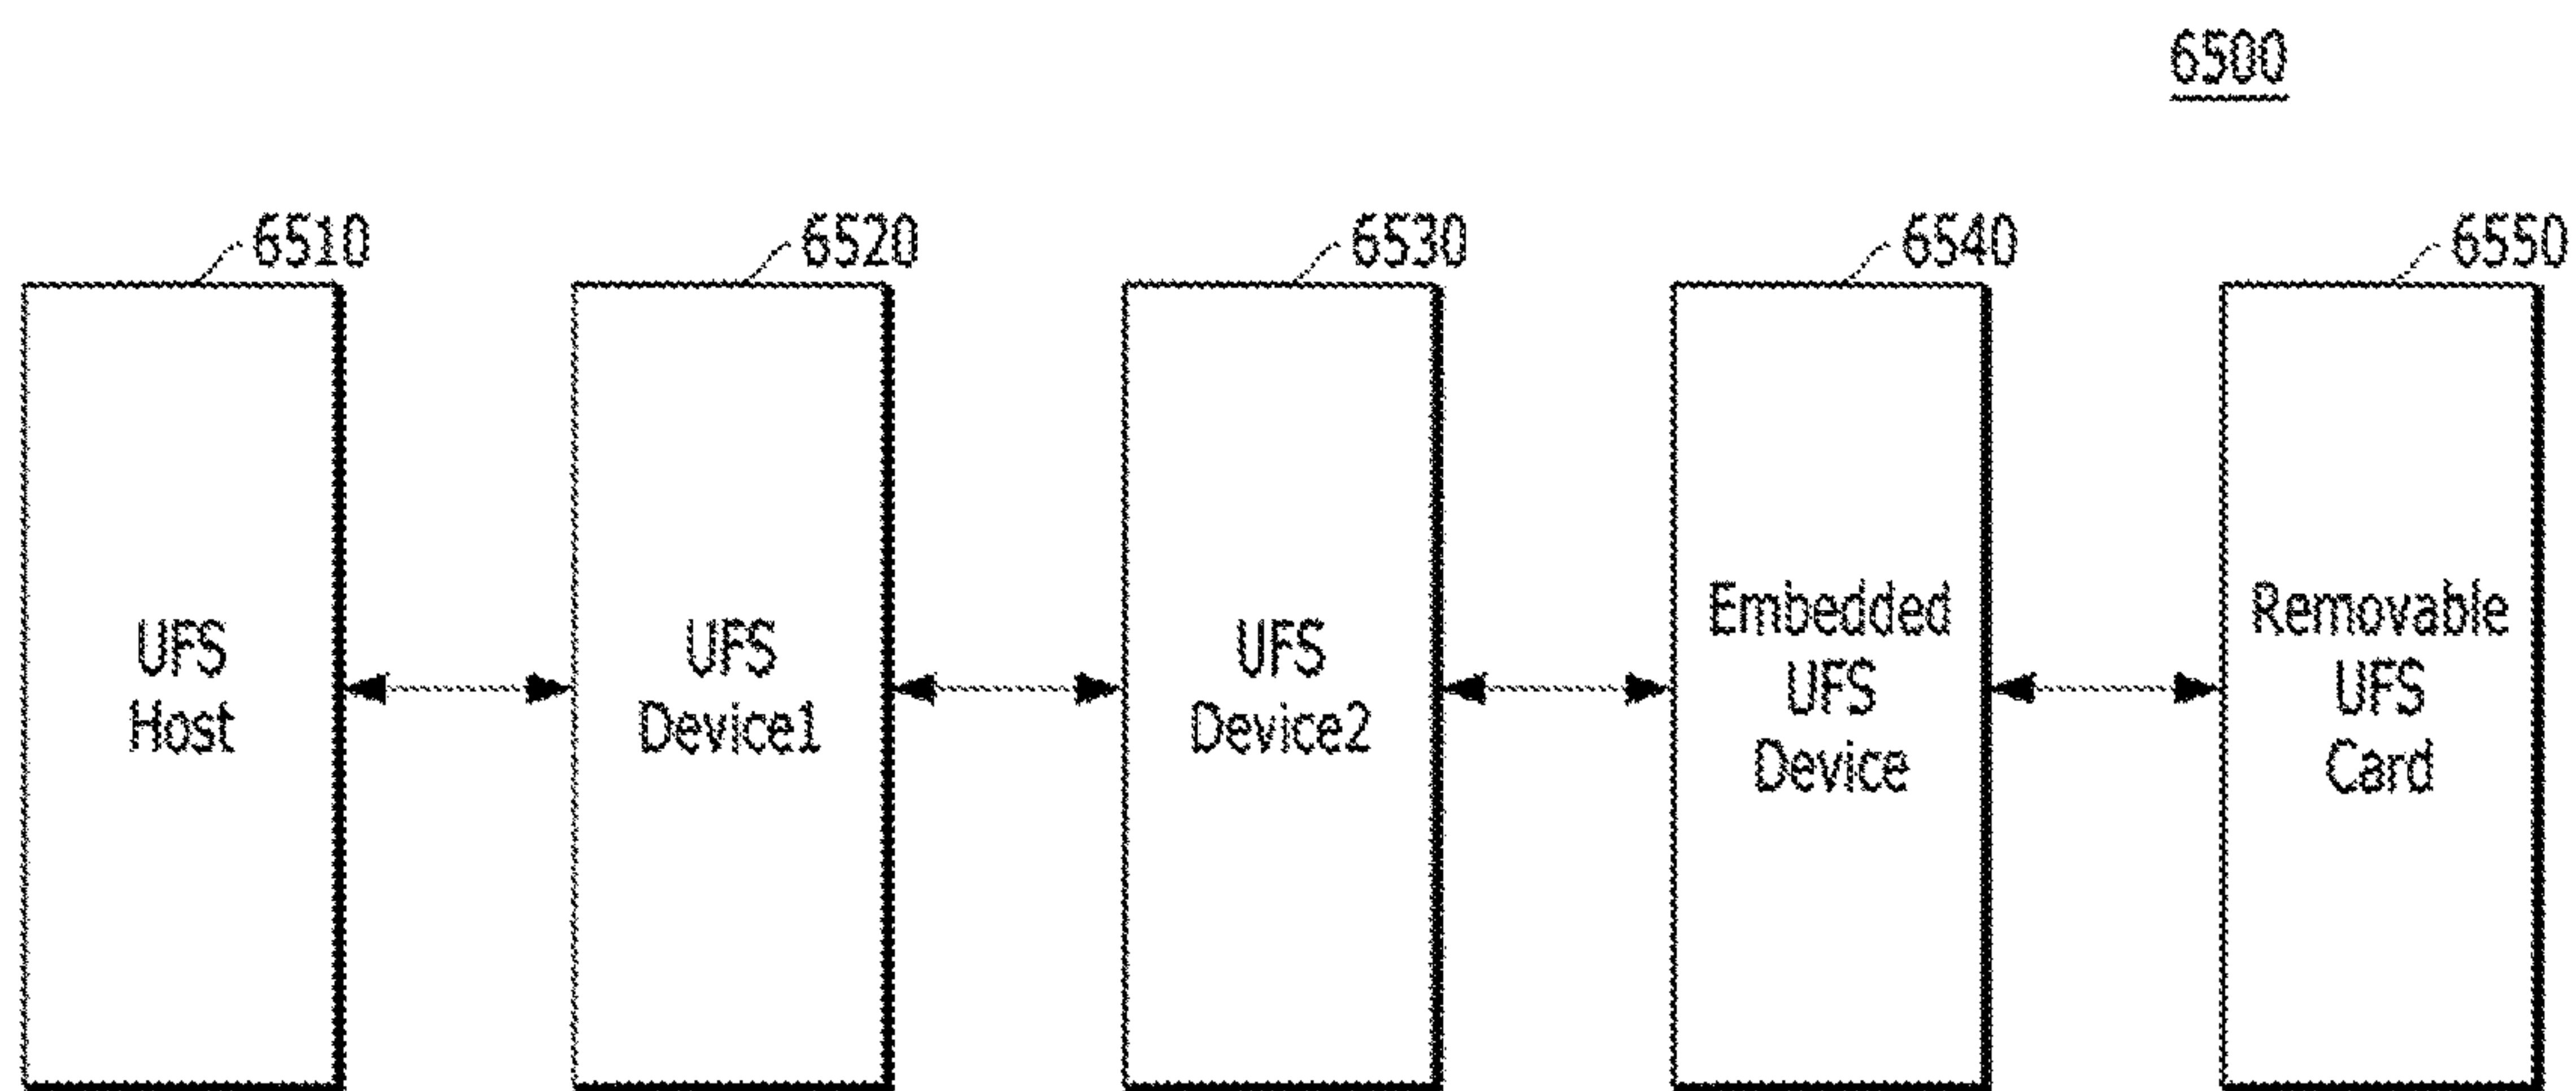 6500
6510
6520
6530
6540
6550
UFS
Host
UFS
Device1
UFS
Device2
Embedded
UFS
Device
Removable
UFS
Card